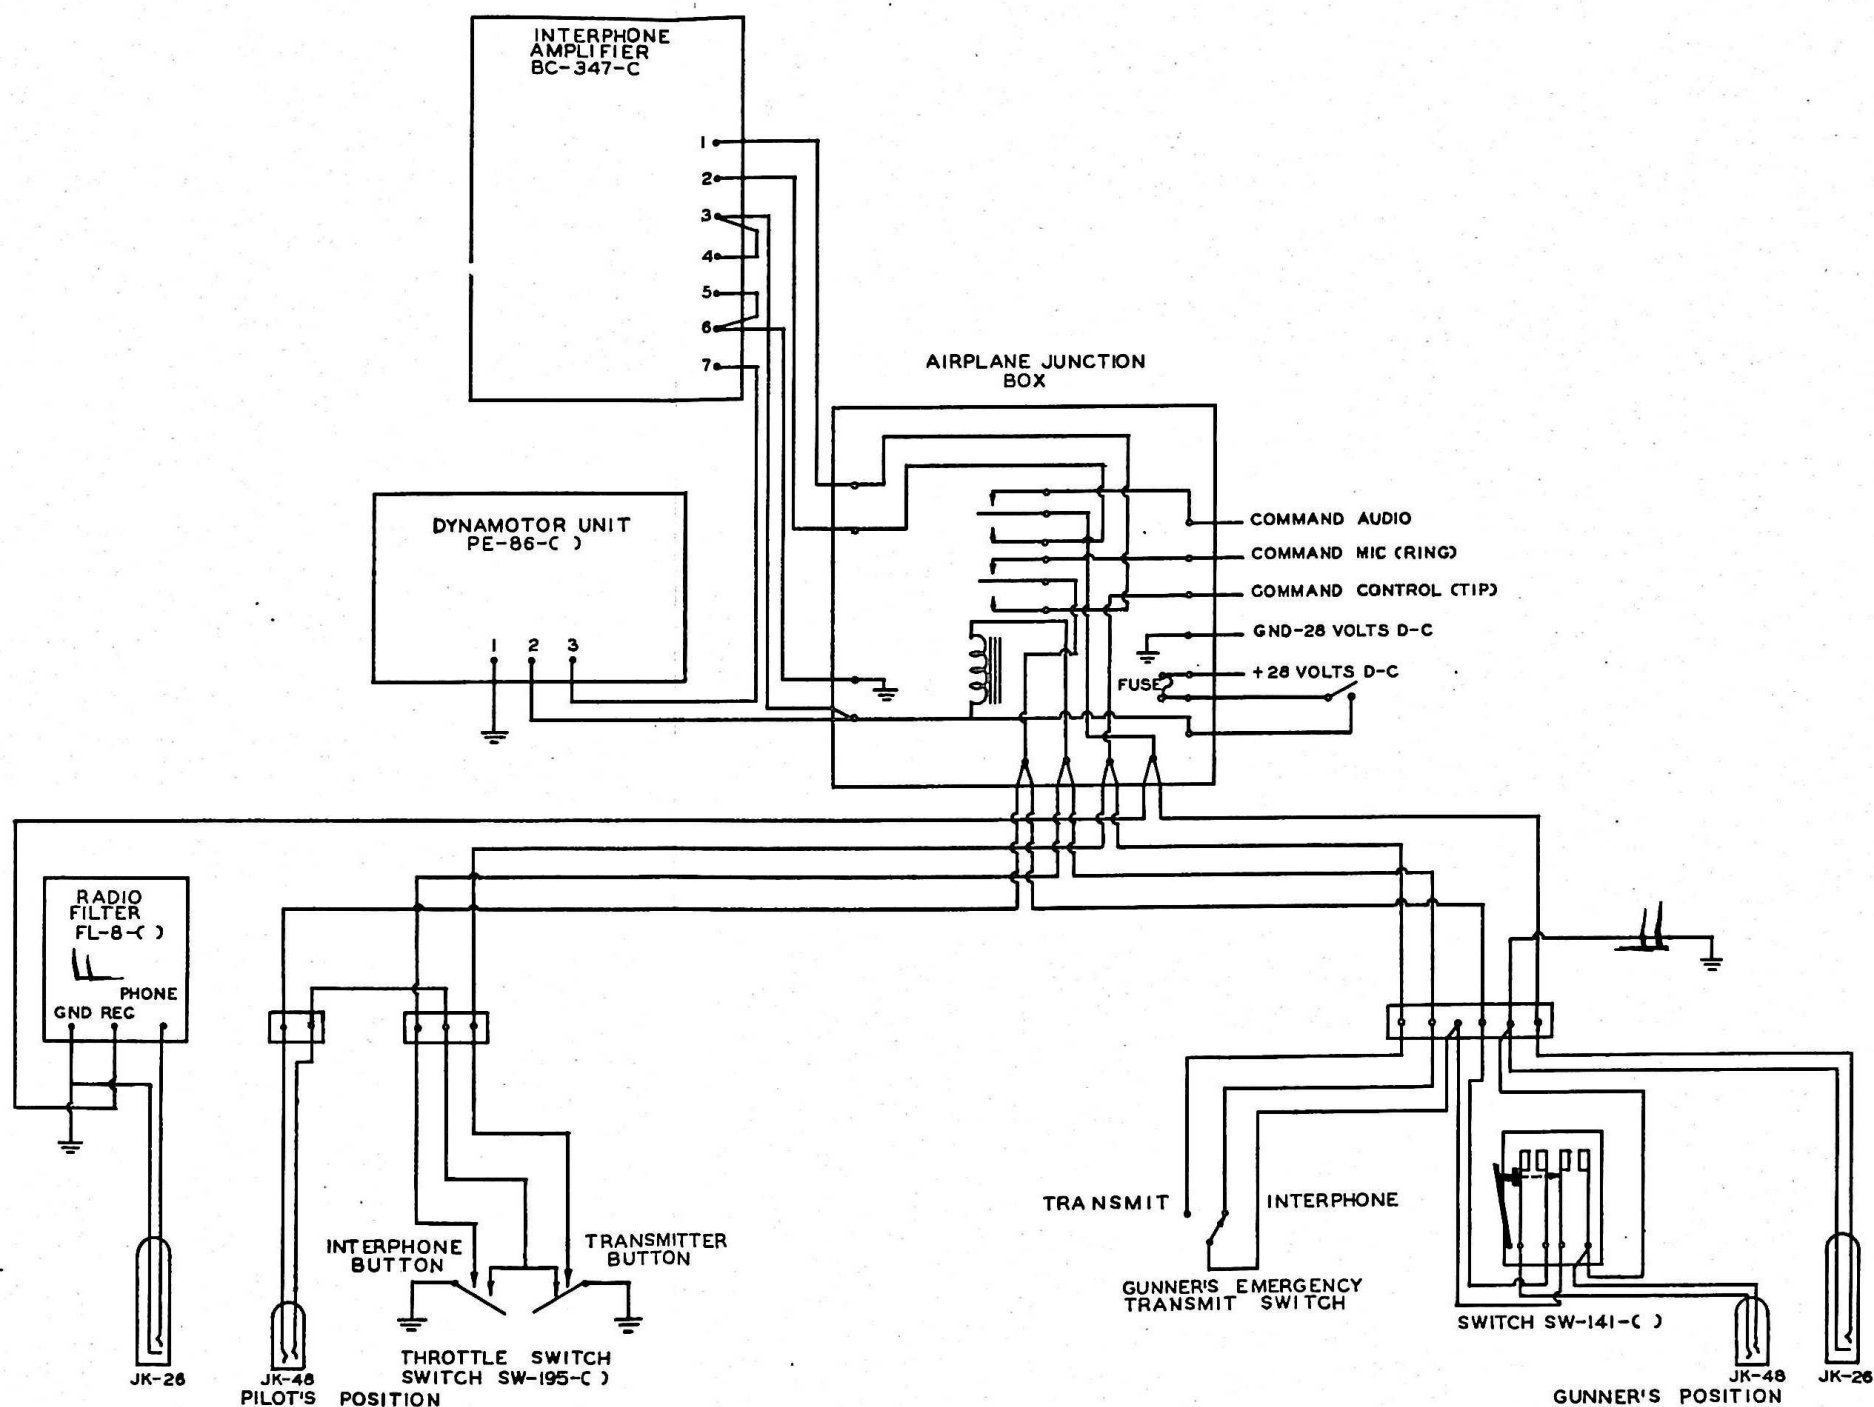 INTERPHONE
AMPLIFIER
BC-347-C
1
2
3
4
5
6
7
AIRPLANE JUNCTION
BOX
DYNAMOTOR UNIT
PE-86-( )
1 2 3
COMMAND AUDIO
COMMAND MIC (RING)
COMMAND CONTROL (TIP)
GND-28 VOLTS D-C
+28 VOLTS D-C
FUSE
RADIO
FILTER
FL-8-( )
PHONE
GND REC
INTERPHONE
BUTTON
TRANSMITTER
BUTTON
THROTTLE SWITCH
SWITCH SW-195-( )
JK-26
JK-48
PILOT'S POSITION
TRANSMIT
INTERPHONE
GUNNER'S EMERGENCY
TRANSMIT SWITCH
SWITCH SW-141-( )
JK-48
JK-26
GUNNER'S POSITION